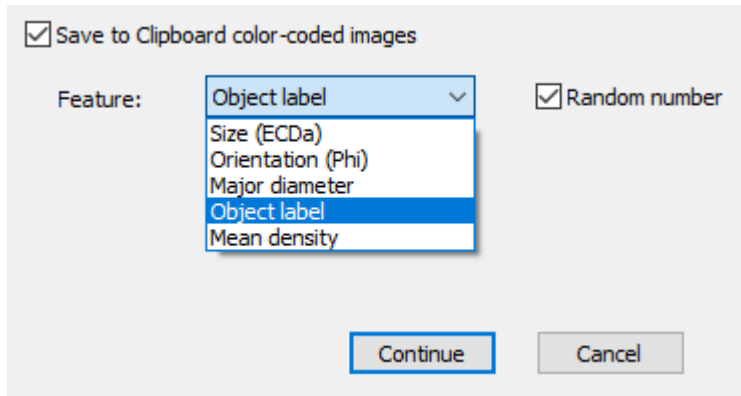 Save to Clipboard color-coded images
Feature: Object label Random number
Size (ECDa)
Orientation (Phi)
Major diameter
Object label
Mean density
Continue Cancel